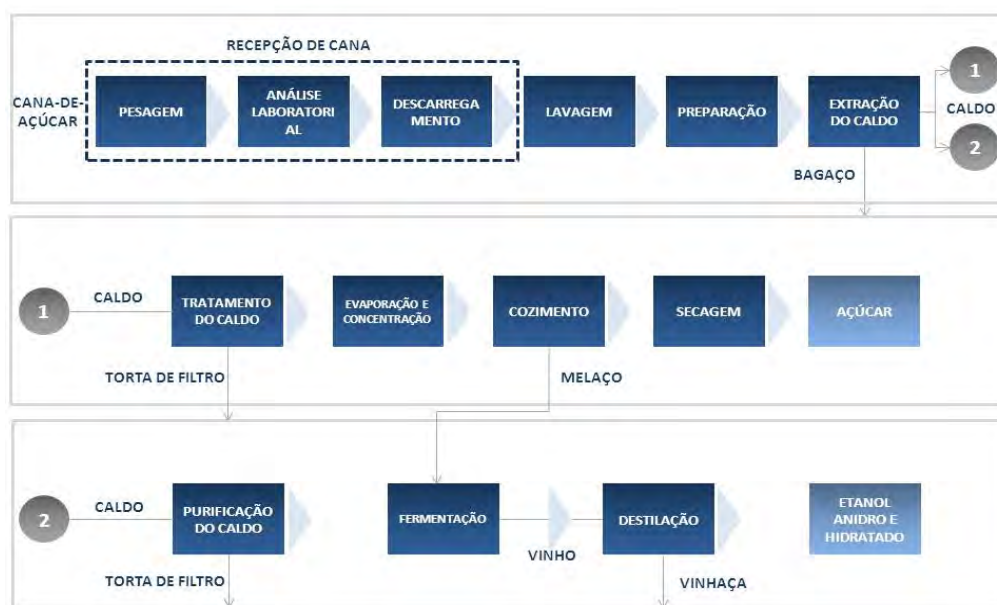 RECEPÇÃO DE CANA
CANA-DE-
AÇÚCAR
PESAGEM
ANÁLISE
LABORATORI
AL
DESCARREGA
MENTO
LAVAGEM
PREPARAÇÃO
EXTRAÇÃO
DO CALDO
1
CALDO
2
BAGAÇO
1
CALDO
TRATAMENTO
DO CALDO
EVAPORAÇÃO E
CONCENTRAÇÃO
COZIMENTO
SECAGEM
AÇÚCAR
TORTA DE FILTRO
MELAÇO
2
CALDO
PURIFICAÇÃO
DO CALDO
FERMENTAÇÃO
VINHO
DESTILAÇÃO
ETANOL
ANIDRO E
HIDRATADO
TORTA DE FILTRO
VINHAÇA